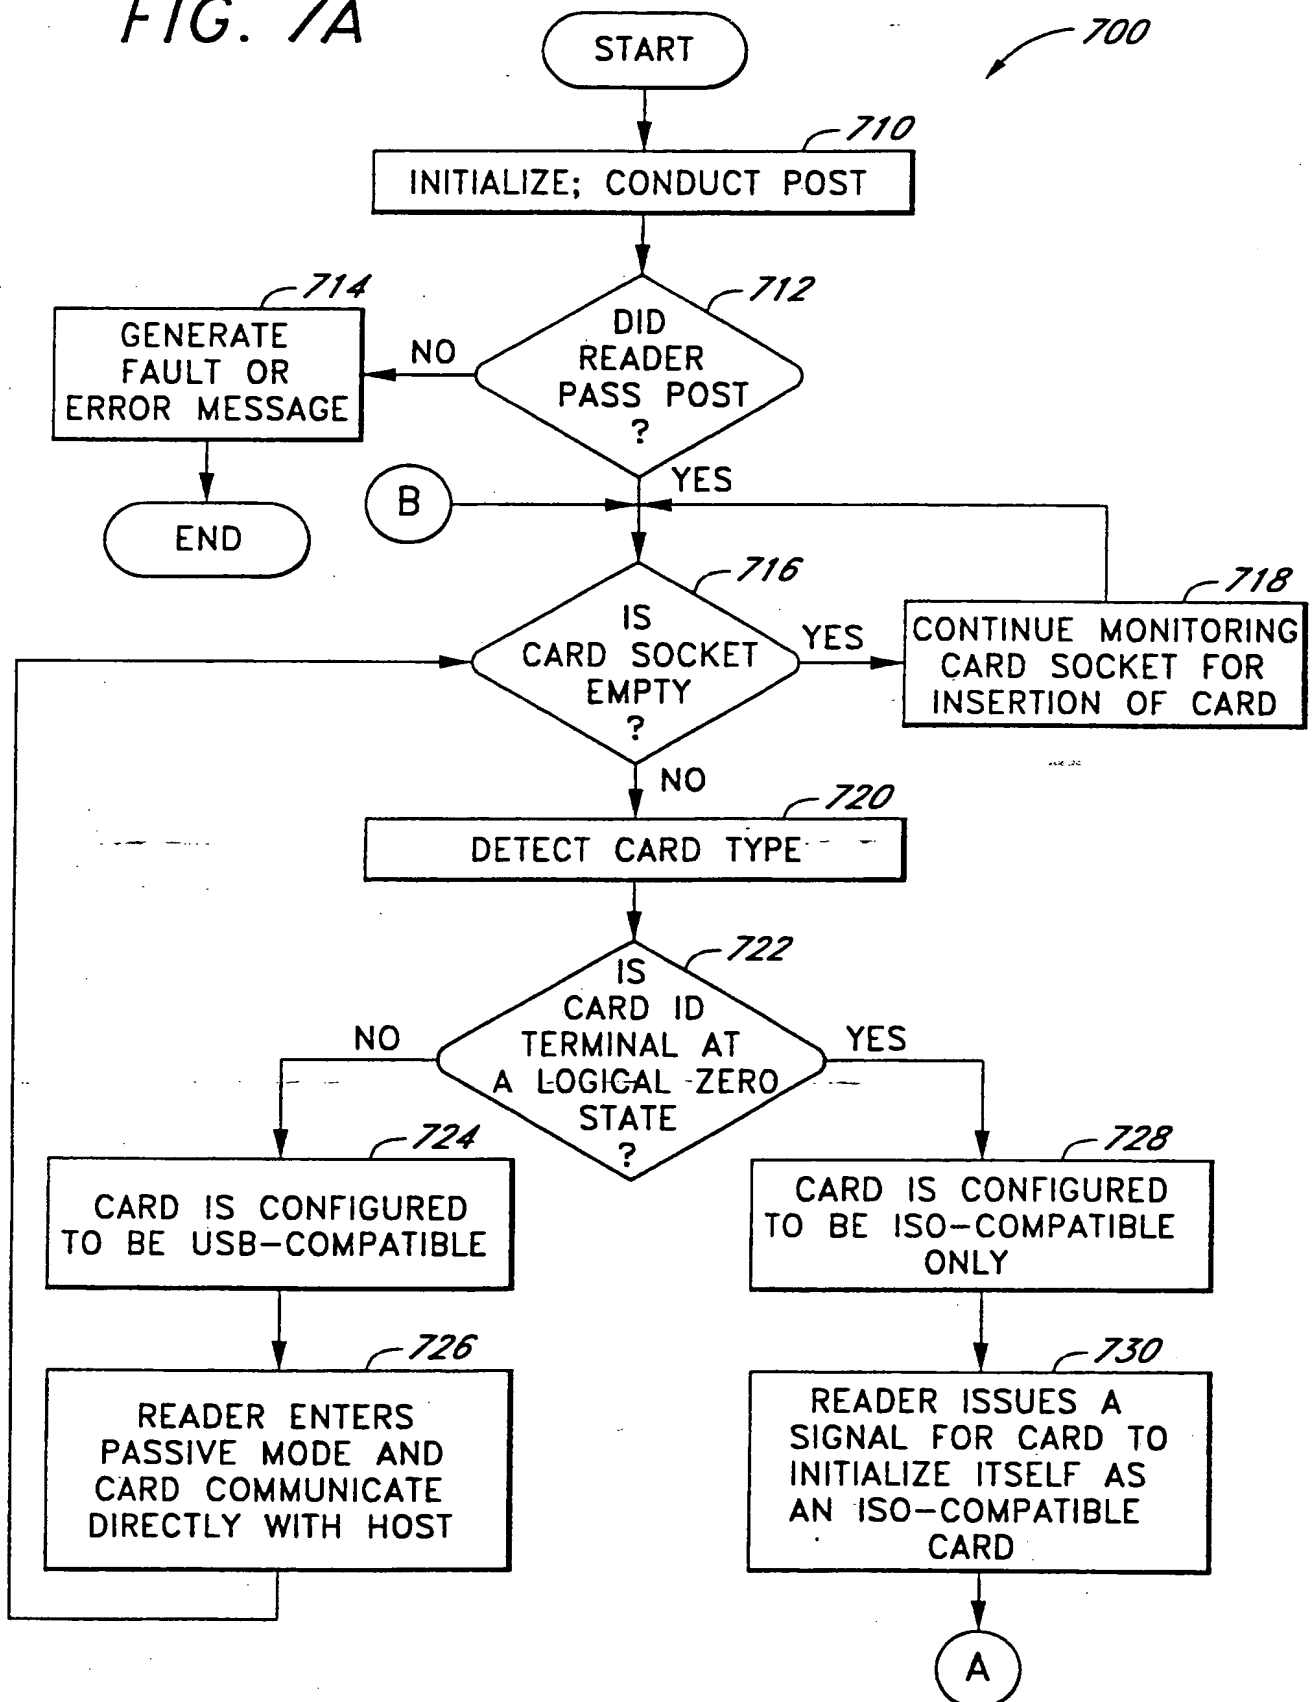 FIG. 7A
START
700
710
INITIALIZE; CONDUCT POST
714
712
GENERATE
FAULT OR
ERROR MESSAGE
NO
DID
READER
PASS POST
?
YES
B
END
716
718
IS
CARD SOCKET
EMPTY
?
YES
CONTINUE MONITORING
CARD SOCKET FOR
INSERTION OF CARD
NO
720
DETECT CARD TYPE
722
IS
CARD ID
TERMINAL AT
A LOGICAL ZERO
STATE
?
NO
YES
724
CARD IS CONFIGURED
TO BE USB-COMPATIBLE
728
CARD IS CONFIGURED
TO BE ISO-COMPATIBLE
ONLY
726
READER ENTERS
PASSIVE MODE AND
CARD COMMUNICATE
DIRECTLY WITH HOST
730
READER ISSUES A
SIGNAL FOR CARD TO
INITIALIZE ITSELF AS
AN ISO-COMPATIBLE
CARD
A